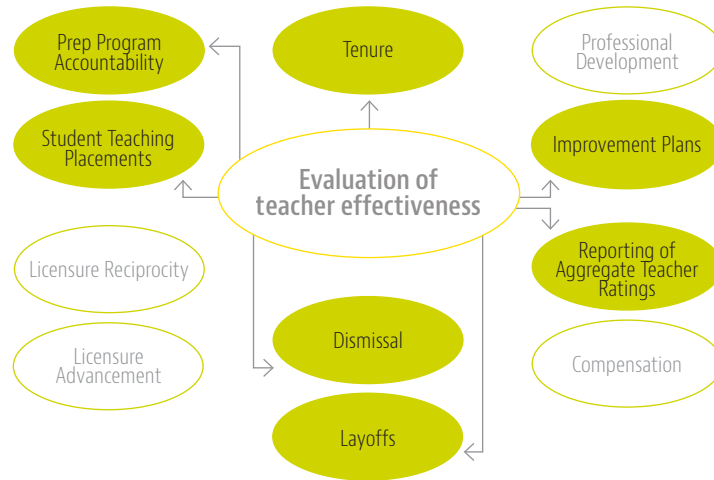 Prep Program
Accountability
Tenure
Professional
Development
Student Teaching
Placements
Improvement Plans
Evaluation of
teacher effectiveness
Licensure Reciprocity
Reporting of
Aggregate Teacher
Ratings
Dismissal
Licensure
Advancement
Compensation
Layoffs